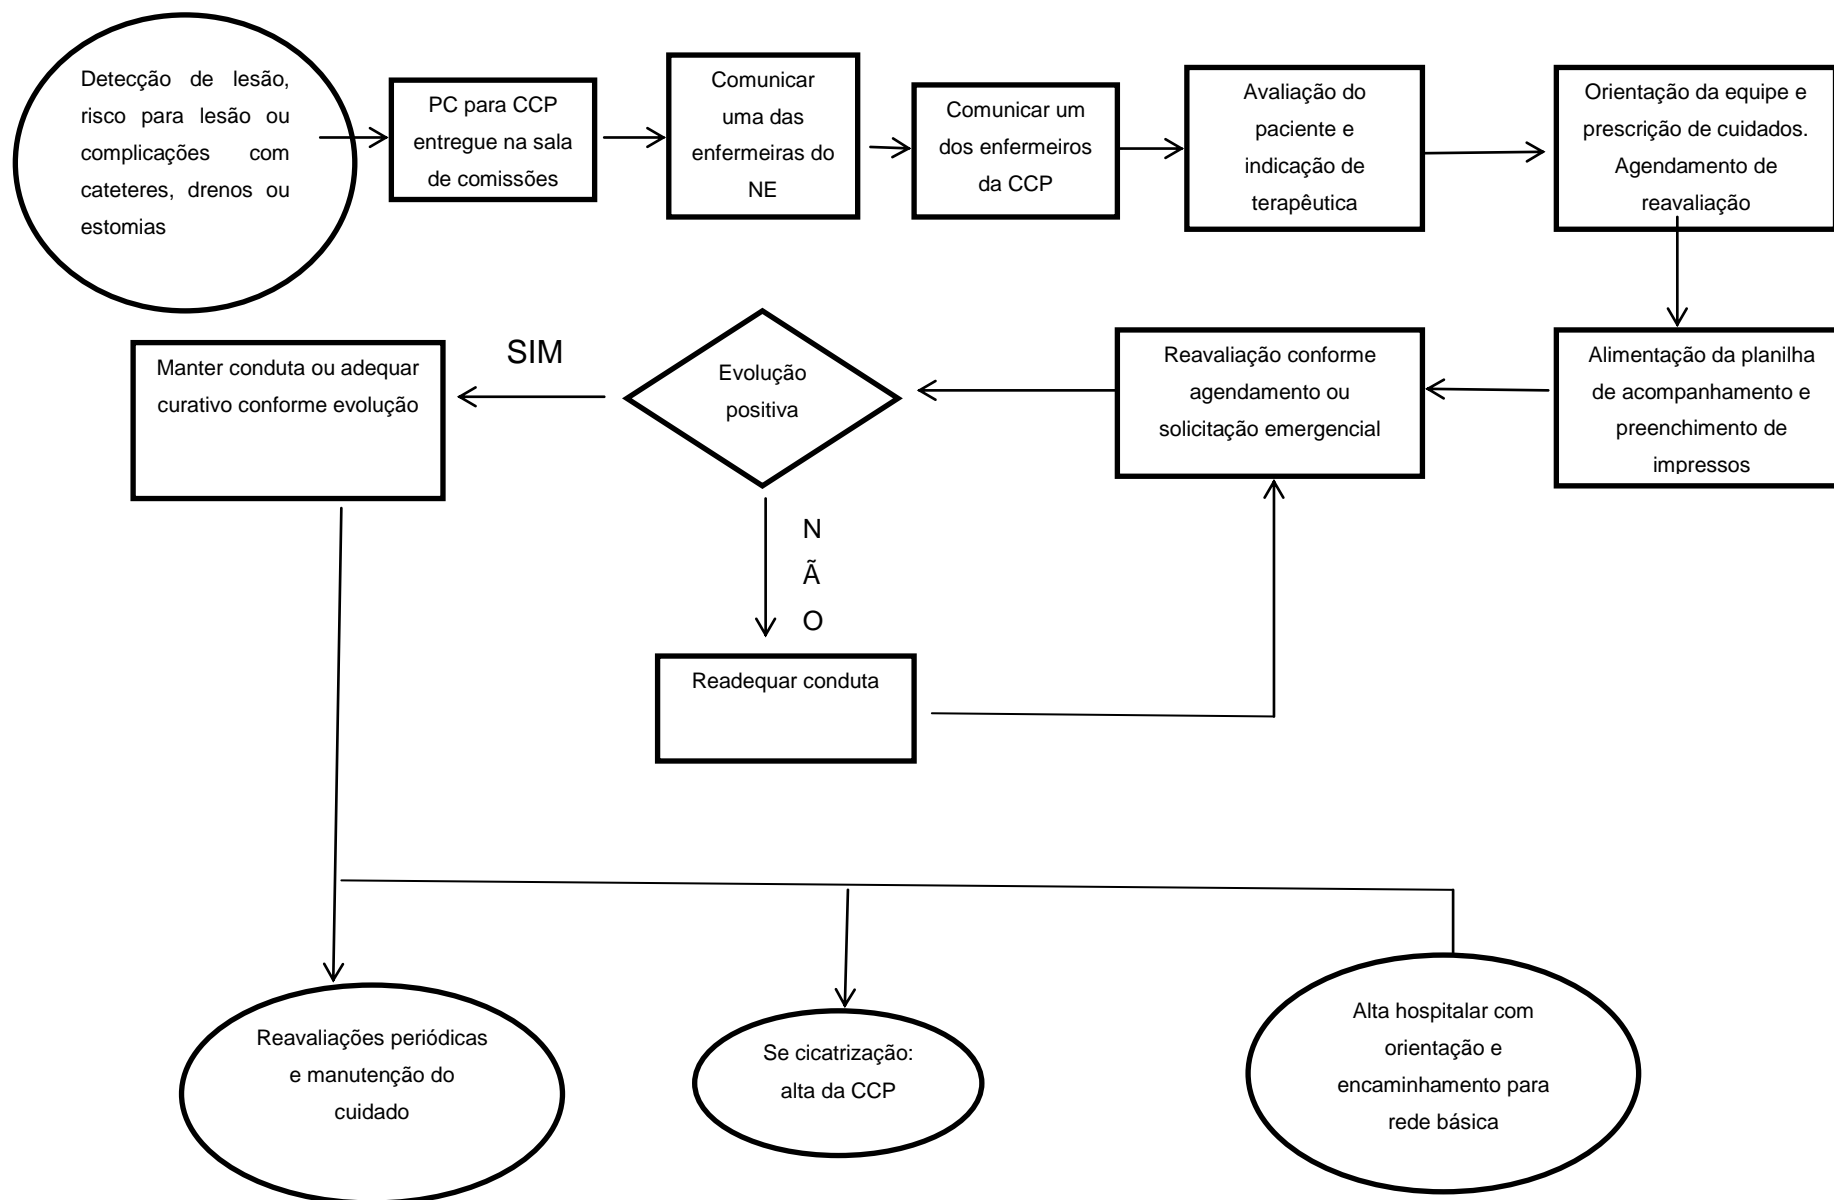 Detecção de lesão,
risco para lesão ou
complicações com
cateteres, drenos ou
estomias
PC para CCP
entregue na sala
de comissões
Comunicar
uma das
enfermeiras do
NE
Comunicar um
dos enfermeiros
da CCP
Avaliação do
paciente e
indicação de
terapêutica
Orientação da equipe e
prescrição de cuidados.
Agendamento de
reavaliação
Alimentação da planilha
de acompanhamento e
preenchimento de
impressos
Reavaliação conforme
agendamento ou
solicitação emergencial
Evolução
positiva
SIM
Manter conduta ou adequar
curativo conforme evolução
N
Ã
O
Readequar conduta
Reavaliações periódicas
e manutenção do
cuidado
Se cicatrização:
alta da CCP
Alta hospitalar com
orientação e
encaminhamento para
rede básica